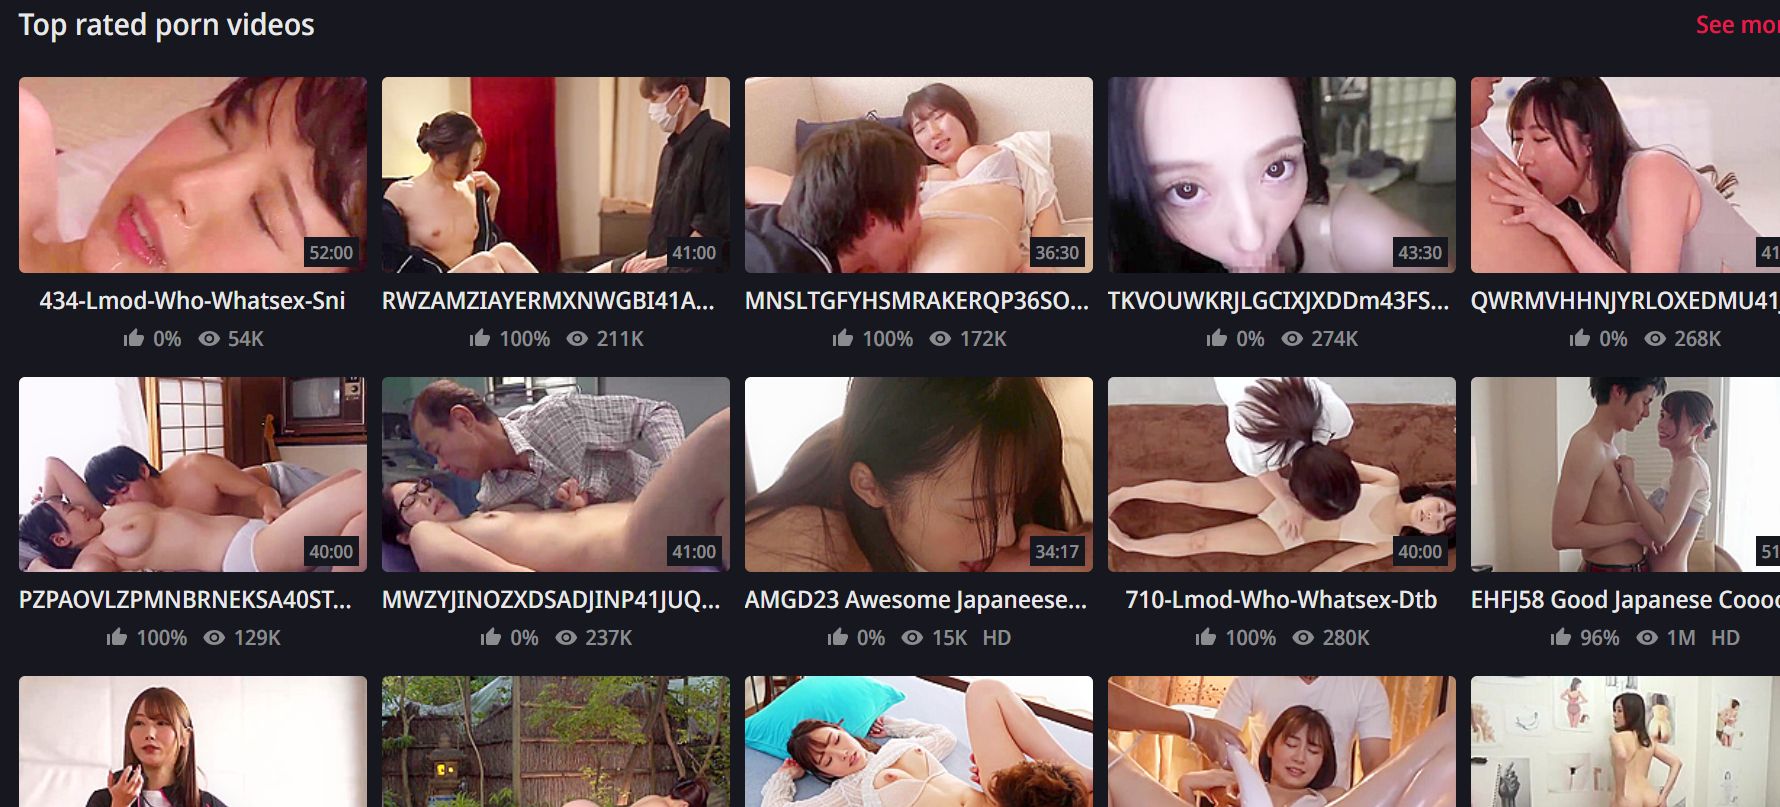 Top rated porn videos
See mor
52:00
41:00
36:30
43:30
41
434-Lmod-Who-Whatsex-Sni
RWZAMZIAYERMXNWGBI41A...
MNSLTGFYHSMRAKERQP36SO...
TKVOUWKRJLGCIXJXDDm43FS...
QWRMVHHNJYRLOXEDMU41J
0% 54K
100% 211K
100% 172K
0% 274K
0% 268K
40:00
41:00
34:17
40:00
51
PZPAOVLZPMNBRNEKSA40ST...
MWZYJINOZXDSADJINP41JUQ...
AMGD23 Awesome Japaneese...
710-Lmod-Who-Whatsex-Dtb
EHFJ58 Good Japanese Cooo
100% 129K
0% 237K
0% 15K HD
100% 280K
96% 1M HD